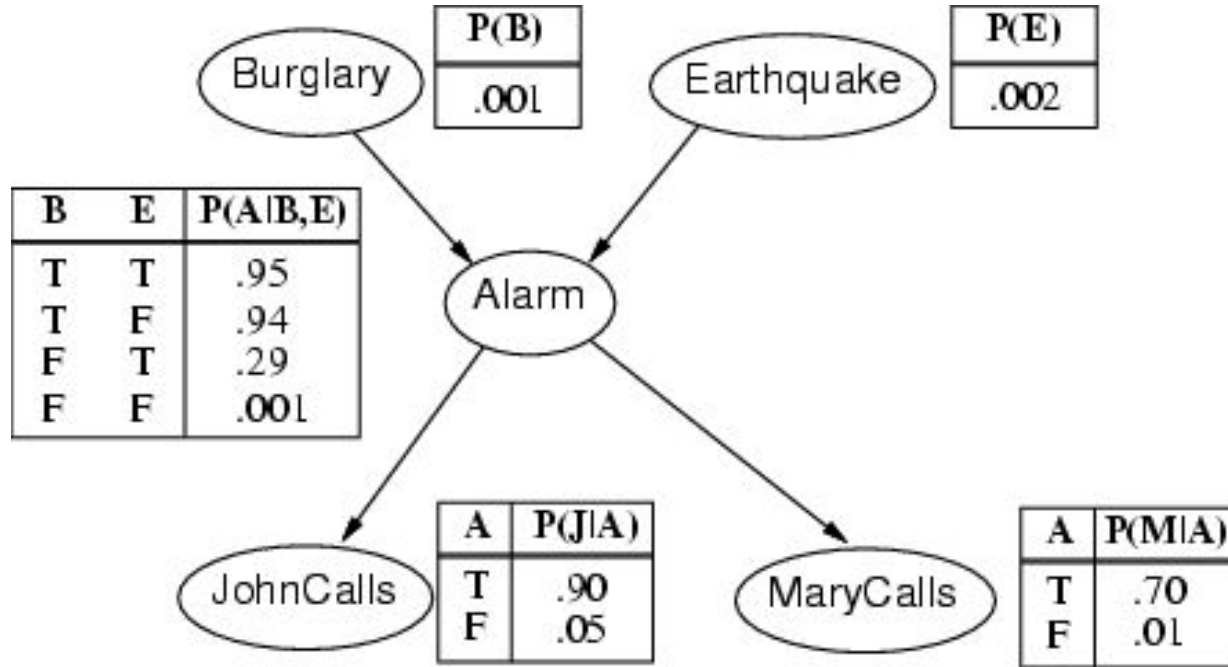 Burglary
P(B)
.001
Earthquake
P(E)
.002
B E P(A|B,E)
T T .95
T F .94
F T .29
F F .001
Alarm
JohnCalls
A P(J|A)
T .90
F .05
MaryCalls
A P(M|A)
T .70
F .01